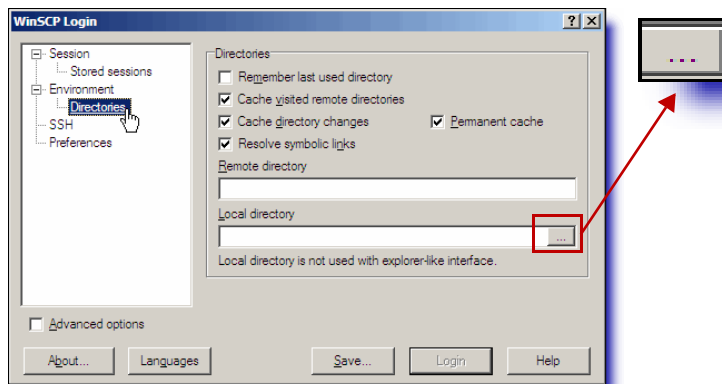 WinSCP Login
Session
Stored sessions
Environment
Directories
SSH
Preferences
Directories
Remember last used directory
Cache visited remote directories
Cache directory changes
Permanent cache
Resolve symbolic links
Remote directory
Local directory
...
Local directory is not used with explorer-like interface.
Advanced options
About...
Languages
Save...
Login
Help
...